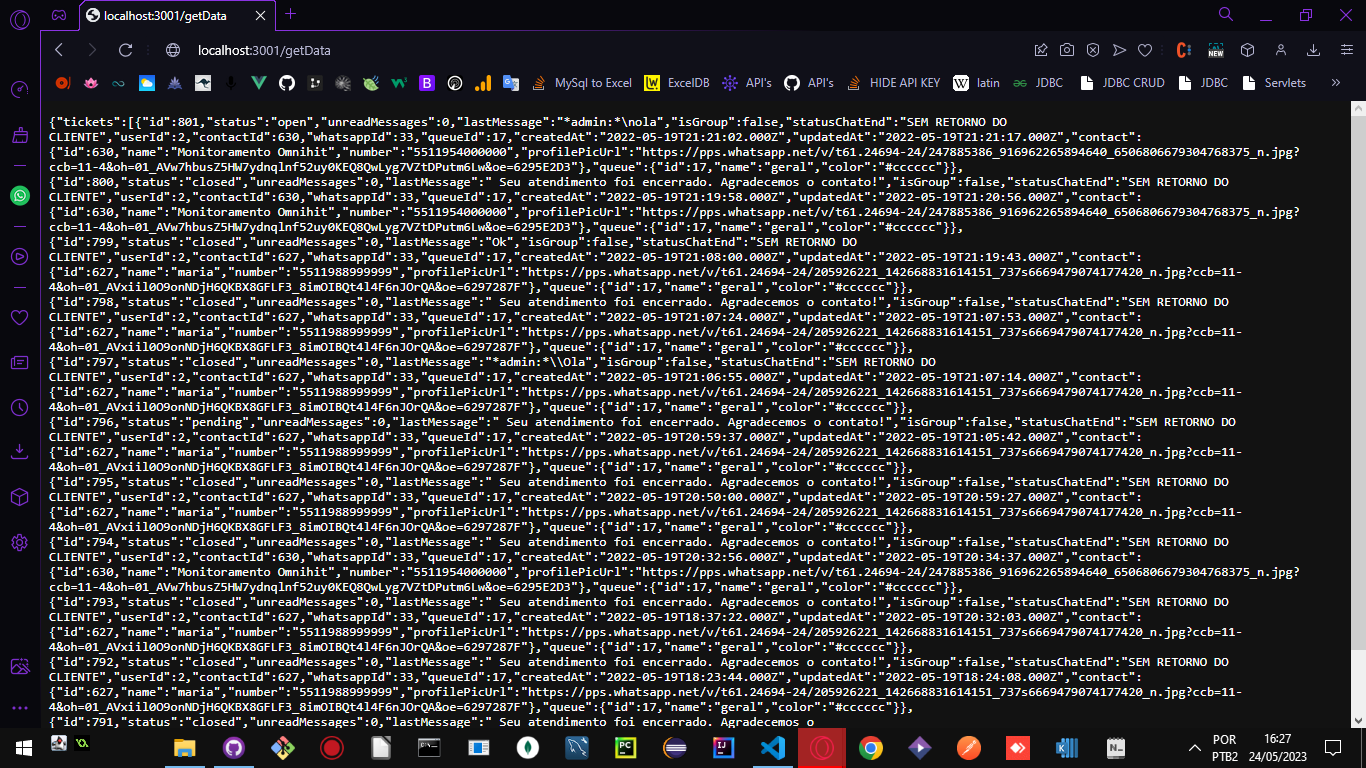 localhost:3001/getData
localhost:3001/getData
MySql to Excel
ExcelDB
API's
API's
HIDE API KEY
latin
JDBC
JDBC CRUD
JDBC
Servlets
{"tickets":[{"id":801,"status":"open","unreadMessages":0,"lastMessage":"*admin:*\nola","isGroup":false,"statusChatEnd":"SEM RETORNO DO
CLIENTE","userId":2,"contactId":630,"whatsappId":33,"queueId":17,"createdAt":"2022-05-19T21:21:02.000Z","updatedAt":"2022-05-19T21:21:17.000Z","contact":
{"id":630,"name":"Monitoramento Omnihit","number":"5511954000000","profilePicUrl":"https://pps.whatsapp.net/v/t61.24694-24/247885386_916962265894640_6506806679304768375_n.jpg?
ccb=11-4&oh=01_AVw7hbusZ5HW7ydnqlnf52uy0KEQ8QwLyg7VZtDPutm6Lw&oe=6295E2D3"},"queue":{"id":17,"name":"geral","color":"#cccccc"}},
{"id":800,"status":"closed","unreadMessages":0,"lastMessage":" Seu atendimento foi encerrado. Agradecemos o contato!","isGroup":false,"statusChatEnd":"SEM RETORNO DO
CLIENTE","userId":2,"contactId":630,"whatsappId":33,"queueId":17,"createdAt":"2022-05-19T21:19:58.000Z","updatedAt":"2022-05-19T21:20:56.000Z","contact":
{"id":630,"name":"Monitoramento Omnihit","number":"5511954000000","profilePicUrl":"https://pps.whatsapp.net/v/t61.24694-24/247885386_916962265894640_6506806679304768375_n.jpg?
ccb=11-4&oh=01_AVw7hbusZ5HW7ydnqlnf52uy0KEQ8QwLyg7VZtDPutm6Lw&oe=6295E2D3"},"queue":{"id":17,"name":"geral","color":"#cccccc"}},
{"id":799,"status":"closed","unreadMessages":0,"lastMessage":"Ok","isGroup":false,"statusChatEnd":"SEM RETORNO DO
CLIENTE","userId":2,"contactId":627,"whatsappId":33,"queueId":17,"createdAt":"2022-05-19T21:08:00.000Z","updatedAt":"2022-05-19T21:19:43.000Z","contact":
{"id":627,"name":"maria","number":"5511988999999","profilePicUrl":"https://pps.whatsapp.net/v/t61.24694-24/205926221_142668831614151_737s6669479074177420_n.jpg?ccb=11-
4&oh=01_AVxiil0O9onNDjH6QKBX8GFLF3_8imOIBQt4l4F6nJOrQA&oe=6297287F"},"queue":{"id":17,"name":"geral","color":"#cccccc"}},
{"id":798,"status":"closed","unreadMessages":0,"lastMessage":" Seu atendimento foi encerrado. Agradecemos o contato!","isGroup":false,"statusChatEnd":"SEM RETORNO DO
CLIENTE","userId":2,"contactId":627,"whatsappId":33,"queueId":17,"createdAt":"2022-05-19T21:07:24.000Z","updatedAt":"2022-05-19T21:07:53.000Z","contact":
{"id":627,"name":"maria","number":"5511988999999","profilePicUrl":"https://pps.whatsapp.net/v/t61.24694-24/205926221_142668831614151_737s6669479074177420_n.jpg?ccb=11-
4&oh=01_AVxiil0O9onNDjH6QKBX8GFLF3_8imOIBQt4l4F6nJOrQA&oe=6297287F"},"queue":{"id":17,"name":"geral","color":"#cccccc"}},
{"id":797,"status":"closed","unreadMessages":0,"lastMessage":"*admin:*\\Ola","isGroup":false,"statusChatEnd":"SEM RETORNO DO
CLIENTE","userId":2,"contactId":627,"whatsappId":33,"queueId":17,"createdAt":"2022-05-19T21:06:55.000Z","updatedAt":"2022-05-19T21:07:14.000Z","contact":
{"id":627,"name":"maria","number":"5511988999999","profilePicUrl":"https://pps.whatsapp.net/v/t61.24694-24/205926221_142668831614151_737s6669479074177420_n.jpg?ccb=11-
4&oh=01_AVxiil0O9onNDjH6QKBX8GFLF3_8imOIBQt4l4F6nJOrQA&oe=6297287F"},"queue":{"id":17,"name":"geral","color":"#cccccc"}},
{"id":796,"status":"pending","unreadMessages":0,"lastMessage":" Seu atendimento foi encerrado. Agradecemos o contato!","isGroup":false,"statusChatEnd":"SEM RETORNO DO
CLIENTE","userId":2,"contactId":627,"whatsappId":33,"queueId":17,"createdAt":"2022-05-19T20:59:37.000Z","updatedAt":"2022-05-19T21:05:42.000Z","contact":
{"id":627,"name":"maria","number":"5511988999999","profilePicUrl":"https://pps.whatsapp.net/v/t61.24694-24/205926221_142668831614151_737s6669479074177420_n.jpg?ccb=11-
4&oh=01_AVxiil0O9onNDjH6QKBX8GFLF3_8imOIBQt4l4F6nJOrQA&oe=6297287F"},"queue":{"id":17,"name":"geral","color":"#cccccc"}},
{"id":795,"status":"closed","unreadMessages":0,"lastMessage":" Seu atendimento foi encerrado. Agradecemos o contato!","isGroup":false,"statusChatEnd":"SEM RETORNO DO
CLIENTE","userId":2,"contactId":627,"whatsappId":33,"queueId":17,"createdAt":"2022-05-19T20:50:00.000Z","updatedAt":"2022-05-19T20:59:27.000Z","contact":
{"id":627,"name":"maria","number":"5511988999999","profilePicUrl":"https://pps.whatsapp.net/v/t61.24694-24/205926221_142668831614151_737s6669479074177420_n.jpg?ccb=11-
4&oh=01_AVxiil0O9onNDjH6QKBX8GFLF3_8imOIBQt4l4F6nJOrQA&oe=6297287F"},"queue":{"id":17,"name":"geral","color":"#cccccc"}},
{"id":794,"status":"closed","unreadMessages":0,"lastMessage":" Seu atendimento foi encerrado. Agradecemos o contato!","isGroup":false,"statusChatEnd":"SEM RETORNO DO
CLIENTE","userId":2,"contactId":630,"whatsappId":33,"queueId":17,"createdAt":"2022-05-19T20:32:56.000Z","updatedAt":"2022-05-19T20:34:37.000Z","contact":
{"id":630,"name":"Monitoramento Omnihit","number":"5511954000000","profilePicUrl":"https://pps.whatsapp.net/v/t61.24694-24/247885386_916962265894640_6506806679304768375_n.jpg?
ccb=11-4&oh=01_AVw7hbusZ5HW7ydnqlnf52uy0KEQ8QwLyg7VZtDPutm6Lw&oe=6295E2D3"},"queue":{"id":17,"name":"geral","color":"#cccccc"}},
{"id":793,"status":"closed","unreadMessages":0,"lastMessage":" Seu atendimento foi encerrado. Agradecemos o contato!","isGroup":false,"statusChatEnd":"SEM RETORNO DO
CLIENTE","userId":2,"contactId":627,"whatsappId":33,"queueId":17,"createdAt":"2022-05-19T18:37:22.000Z","updatedAt":"2022-05-19T20:32:03.000Z","contact":
{"id":627,"name":"maria","number":"5511988999999","profilePicUrl":"https://pps.whatsapp.net/v/t61.24694-24/205926221_142668831614151_737s6669479074177420_n.jpg?ccb=11-
4&oh=01_AVxiil0O9onNDjH6QKBX8GFLF3_8imOIBQt4l4F6nJOrQA&oe=6297287F"},"queue":{"id":17,"name":"geral","color":"#cccccc"}},
{"id":792,"status":"closed","unreadMessages":0,"lastMessage":" Seu atendimento foi encerrado. Agradecemos o contato!","isGroup":false,"statusChatEnd":"SEM RETORNO DO
CLIENTE","userId":2,"contactId":627,"whatsappId":33,"queueId":17,"createdAt":"2022-05-19T18:23:44.000Z","updatedAt":"2022-05-19T18:24:08.000Z","contact":
{"id":627,"name":"maria","number":"5511988999999","profilePicUrl":"https://pps.whatsapp.net/v/t61.24694-24/205926221_142668831614151_737s6669479074177420_n.jpg?ccb=11-
4&oh=01_AVxiil0O9onNDjH6QKBX8GFLF3_8imOIBQt4l4F6nJOrQA&oe=6297287F"},"queue":{"id":17,"name":"geral","color":"#cccccc"}},
{"id":791,"status":"closed","unreadMessages":0,"lastMessage":" Seu atendimento foi encerrado. Agradecemos o
POR
PTB2
16:27
24/05/2023